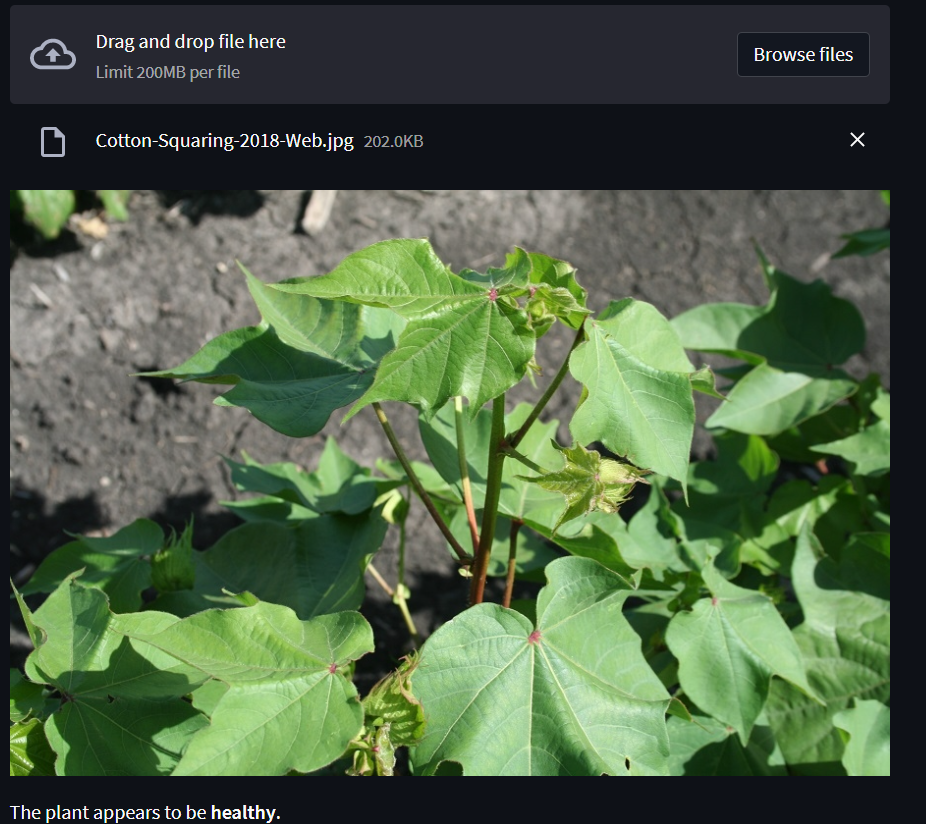 Drag and drop file here
Limit 200MB per file
Browse files
Cotton-Squaring-2018-Web.jpg 202.0KB
The plant appears to be healthy.